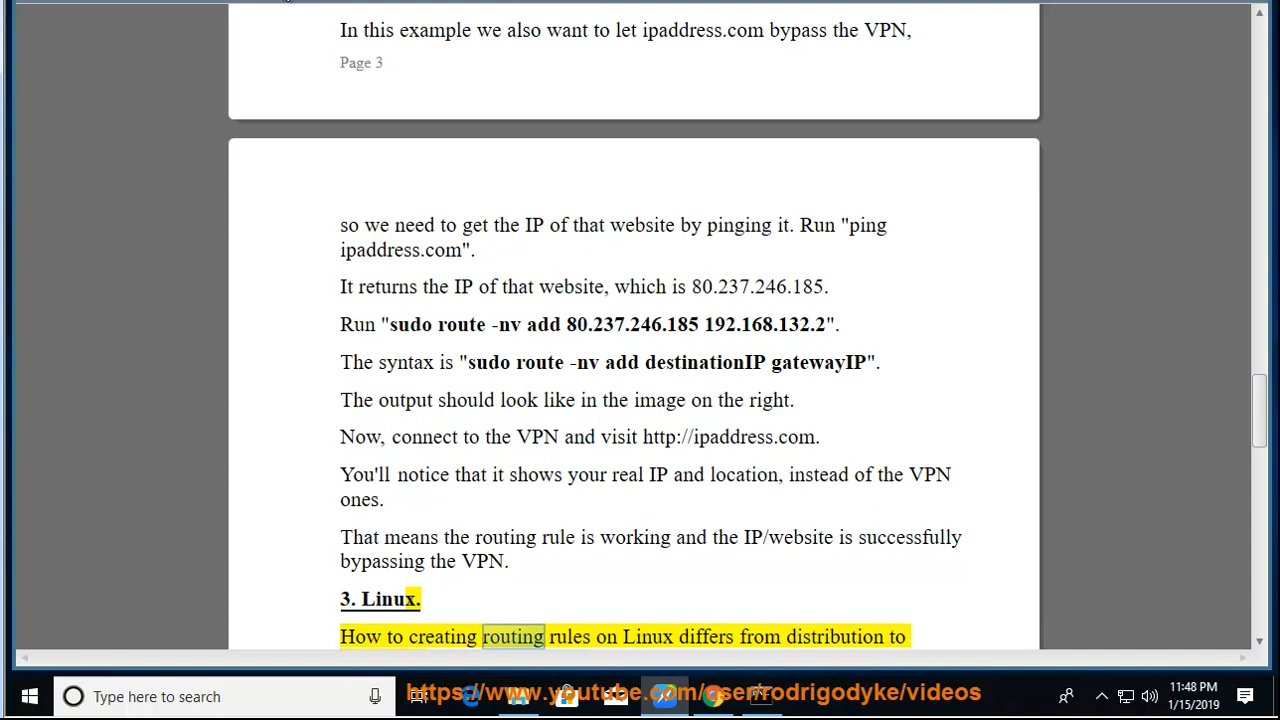 In this example we also want to let ipaddress.com bypass the VPN,
Page 3
so we need to get the IP of that website by pinging it. Run "ping
ipaddress.com".
It returns the IP of that website, which is 80.237.246.185.
Run "sudo route -nv add 80.237.246.185 192.168.132.2".
The syntax is "sudo route -nv add destinationIP gatewayIP".
The output should look like in the image on the right.
Now, connect to the VPN and visit http://ipaddress.com.
You'll notice that it shows your real IP and location, instead of the VPN
ones.
That means the routing rule is working and the IP/website is successfully
bypassing the VPN.
3. Linux.
How to creating routing rules on Linux differs from distribution to
Type here to search
https://www.youtube.com/user/rodrigodyke/videos
11:48 PM
1/15/2019